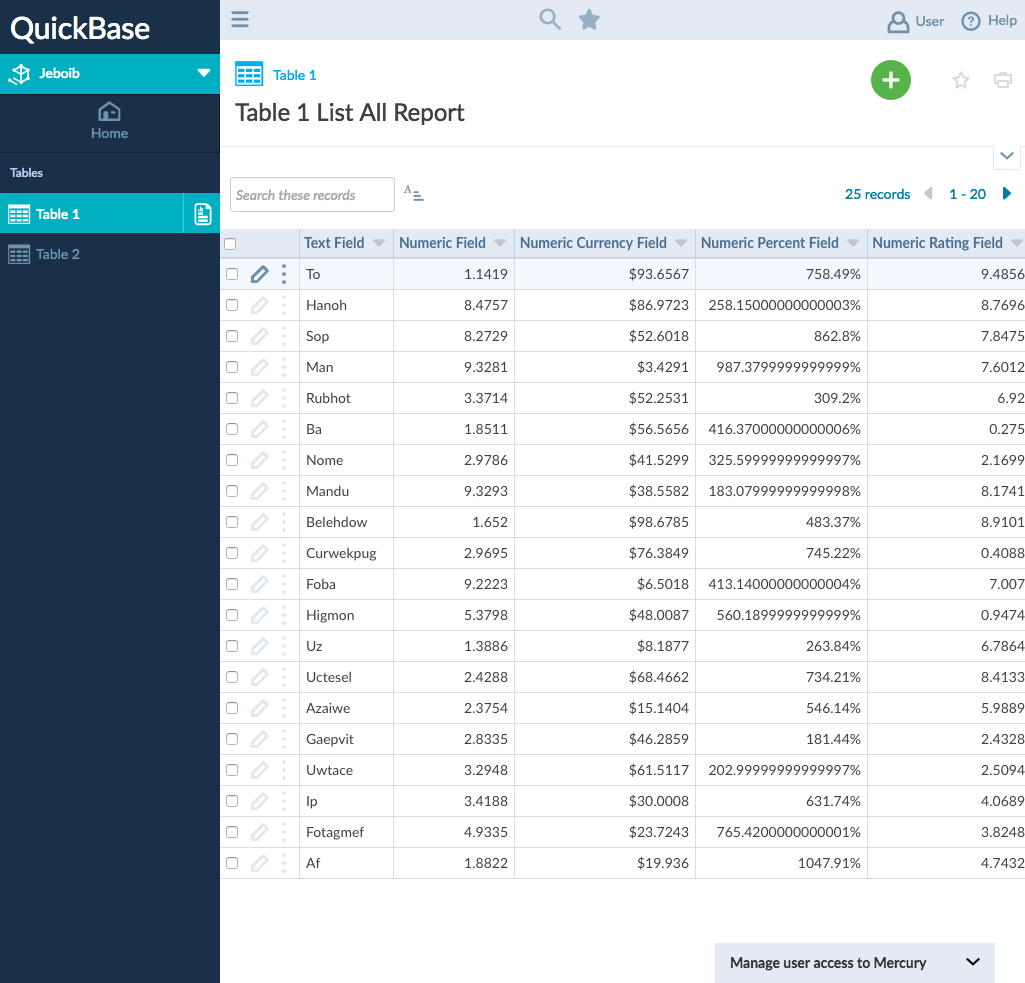 QuickBase
User
Help
Jeboib
Home
Tables
Table 1
Table 2
Table 1
Table 1 List All Report
Search these records
A
25 records 1 - 20
Text Field Numeric Field Numeric Currency Field Numeric Percent Field Numeric Rating Field
To 1.1419 $93.6567 758.49% 9.4856
Hanoh 8.4757 $86.9723 258.15000000000003% 8.7696
Sop 8.2729 $52.6018 862.8% 7.8475
Man 9.3281 $3.4291 987.3799999999999% 7.6012
Rubhot 3.3714 $52.2531 309.2% 6.92
Ba 1.8511 $56.5656 416.37000000000006% 0.275
Nome 2.9786 $41.5299 325.59999999999997% 2.1699
Mandu 9.3293 $38.5582 183.07999999999998% 8.1741
Belehdow 1.652 $98.6785 483.37% 8.9101
Curwekpug 2.9695 $76.3849 745.22% 0.4088
Foba 9.2223 $6.5018 413.14000000000004% 7.007
Higmon 5.3798 $48.0087 560.1899999999999% 0.9474
Uz 1.3886 $8.1877 263.84% 6.7864
Uctesel 2.4288 $68.4662 734.21% 8.4133
Azaiwe 2.3754 $15.1404 546.14% 5.9889
Gaepvit 2.8335 $46.2859 181.44% 2.4328
Uwtace 3.2948 $61.5117 202.99999999999997% 2.5094
Ip 3.4188 $30.0008 631.74% 4.0689
Fotagmef 4.9335 $23.7243 765.4200000000001% 3.8248
Af 1.8822 $19.936 1047.91% 4.7432
Manage user access to Mercury